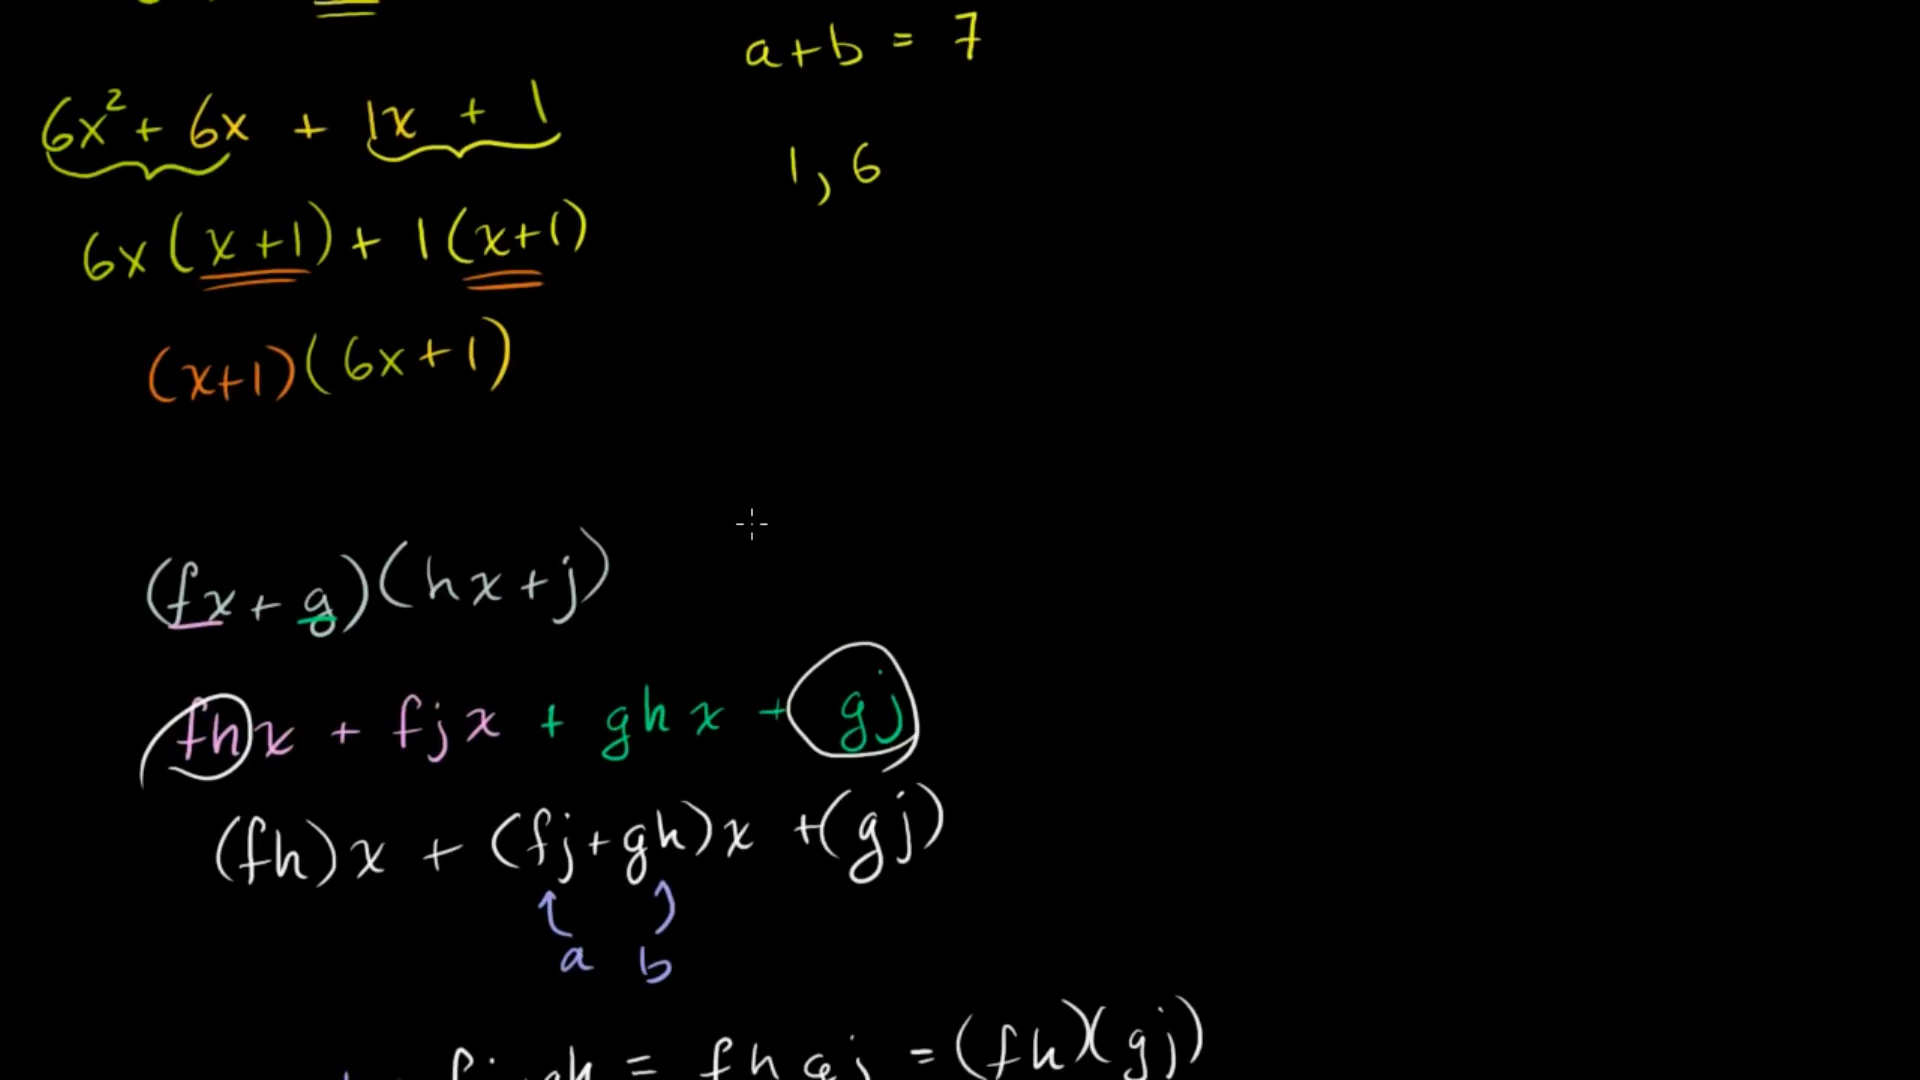 a+b = 7
6x² + 6x + 1x + 1
1, 6
6x(x+1) + 1(x+1)
(x+1)(6x+1)
(fx+g)(hx+j)
fhx + fjx + ghx + gj
(fh)x + (fj+gh)x +(gj)
a b
= fhgj = (fh)(gj)